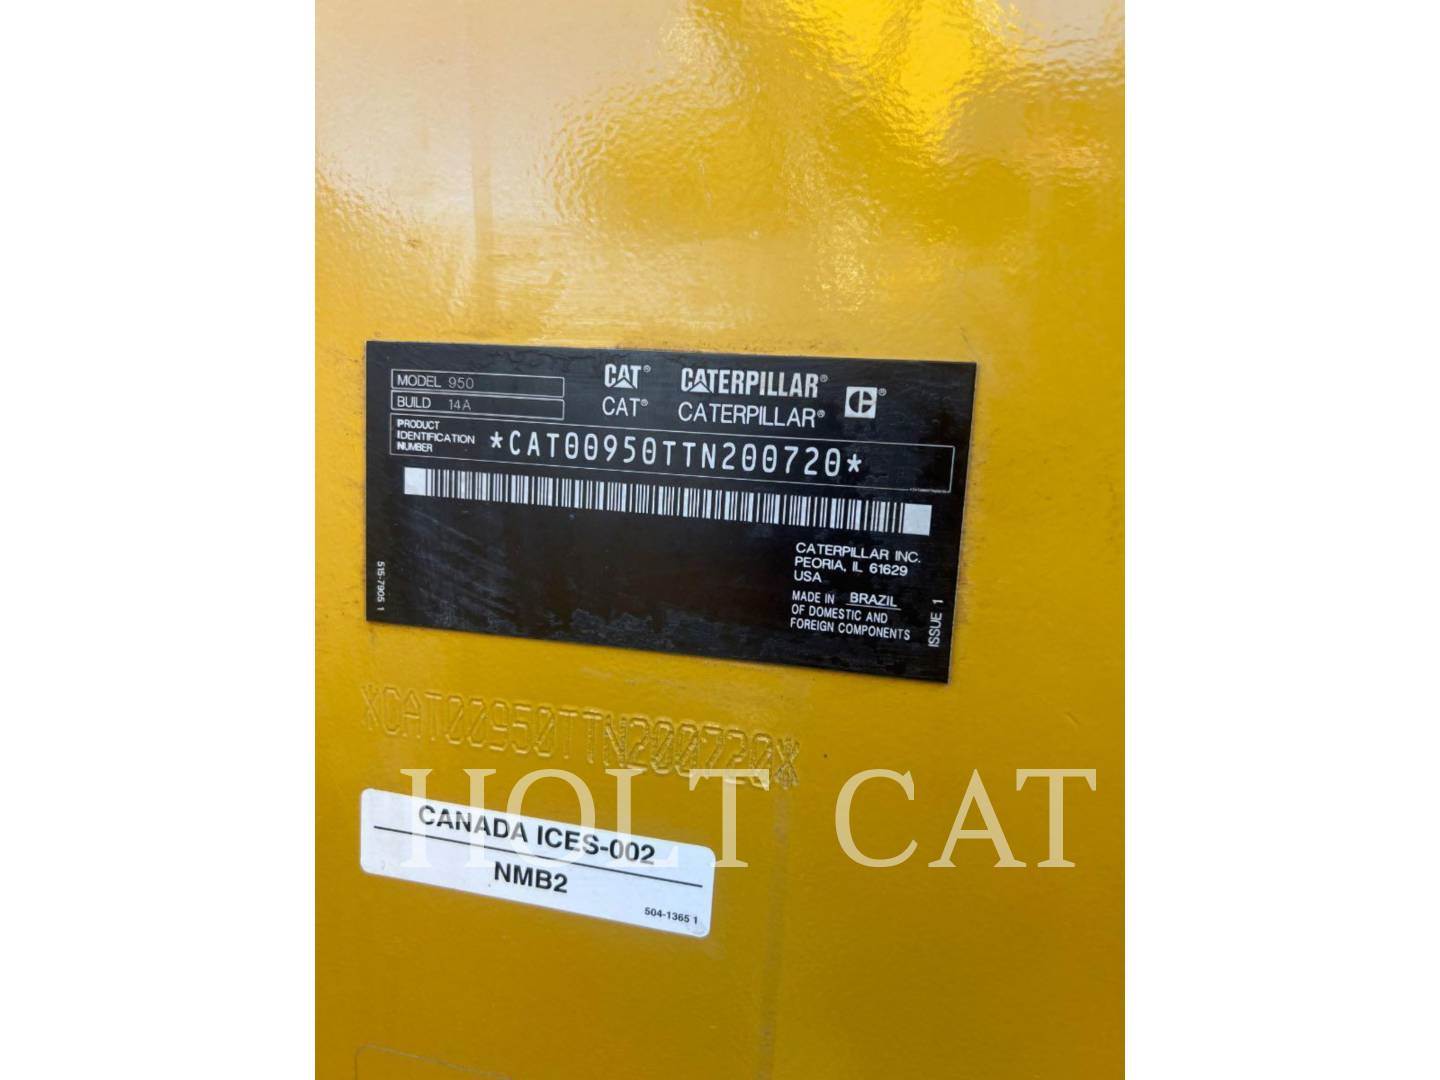 MODEL 950
BUILD 14A
CAT® CATERPILLAR®
CAT® CATERPILLAR® C®
PRODUCT
IDENTIFICATION
NUMBER
*CAT00950TTN200720*
CATERPILLAR INC.
PEORIA, IL 61629
USA
MADE IN BRAZIL
OF DOMESTIC AND
FOREIGN COMPONENTS
515-7905 1
ISSUE 1
XCAT00950TTN200720X
HOLT CAT
CANADA ICES-002
NMB2
504-1365 1